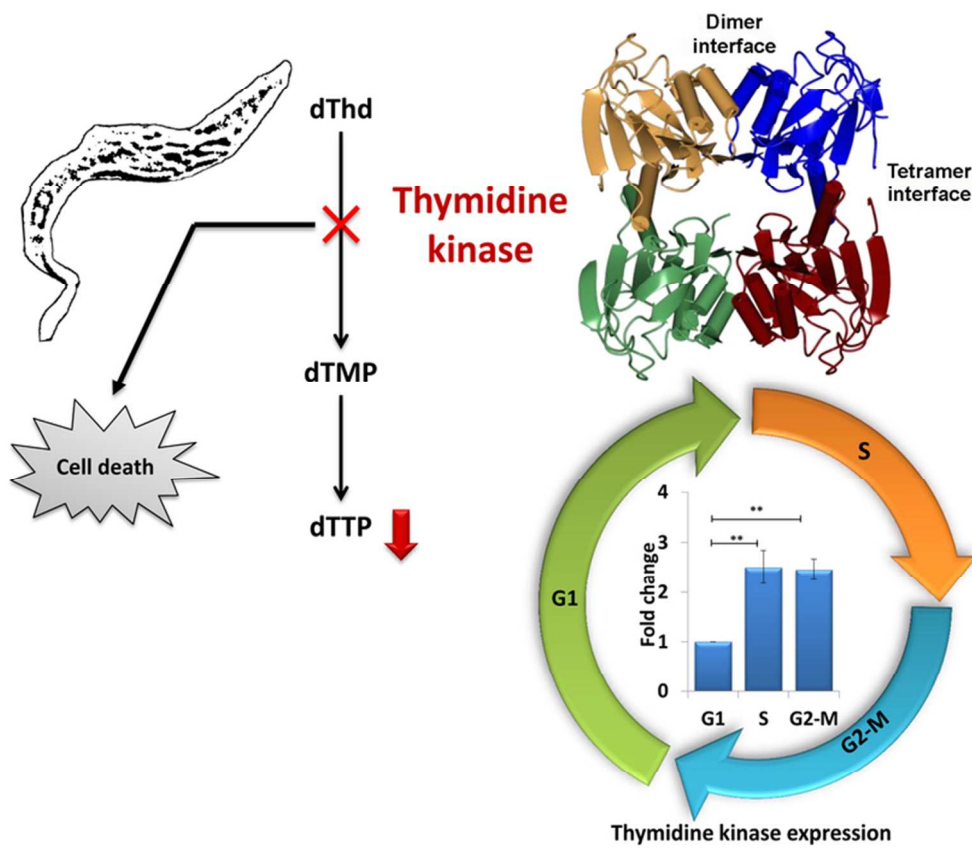 dThd
Thymidine
kinase
dTMP
dTTP
Cell death
Dimer
interface
Tetramer
interface
S
G1
G2-M
Fold change
4
3
2
1
0
**
**
G1 S G2-M
Thymidine kinase expression